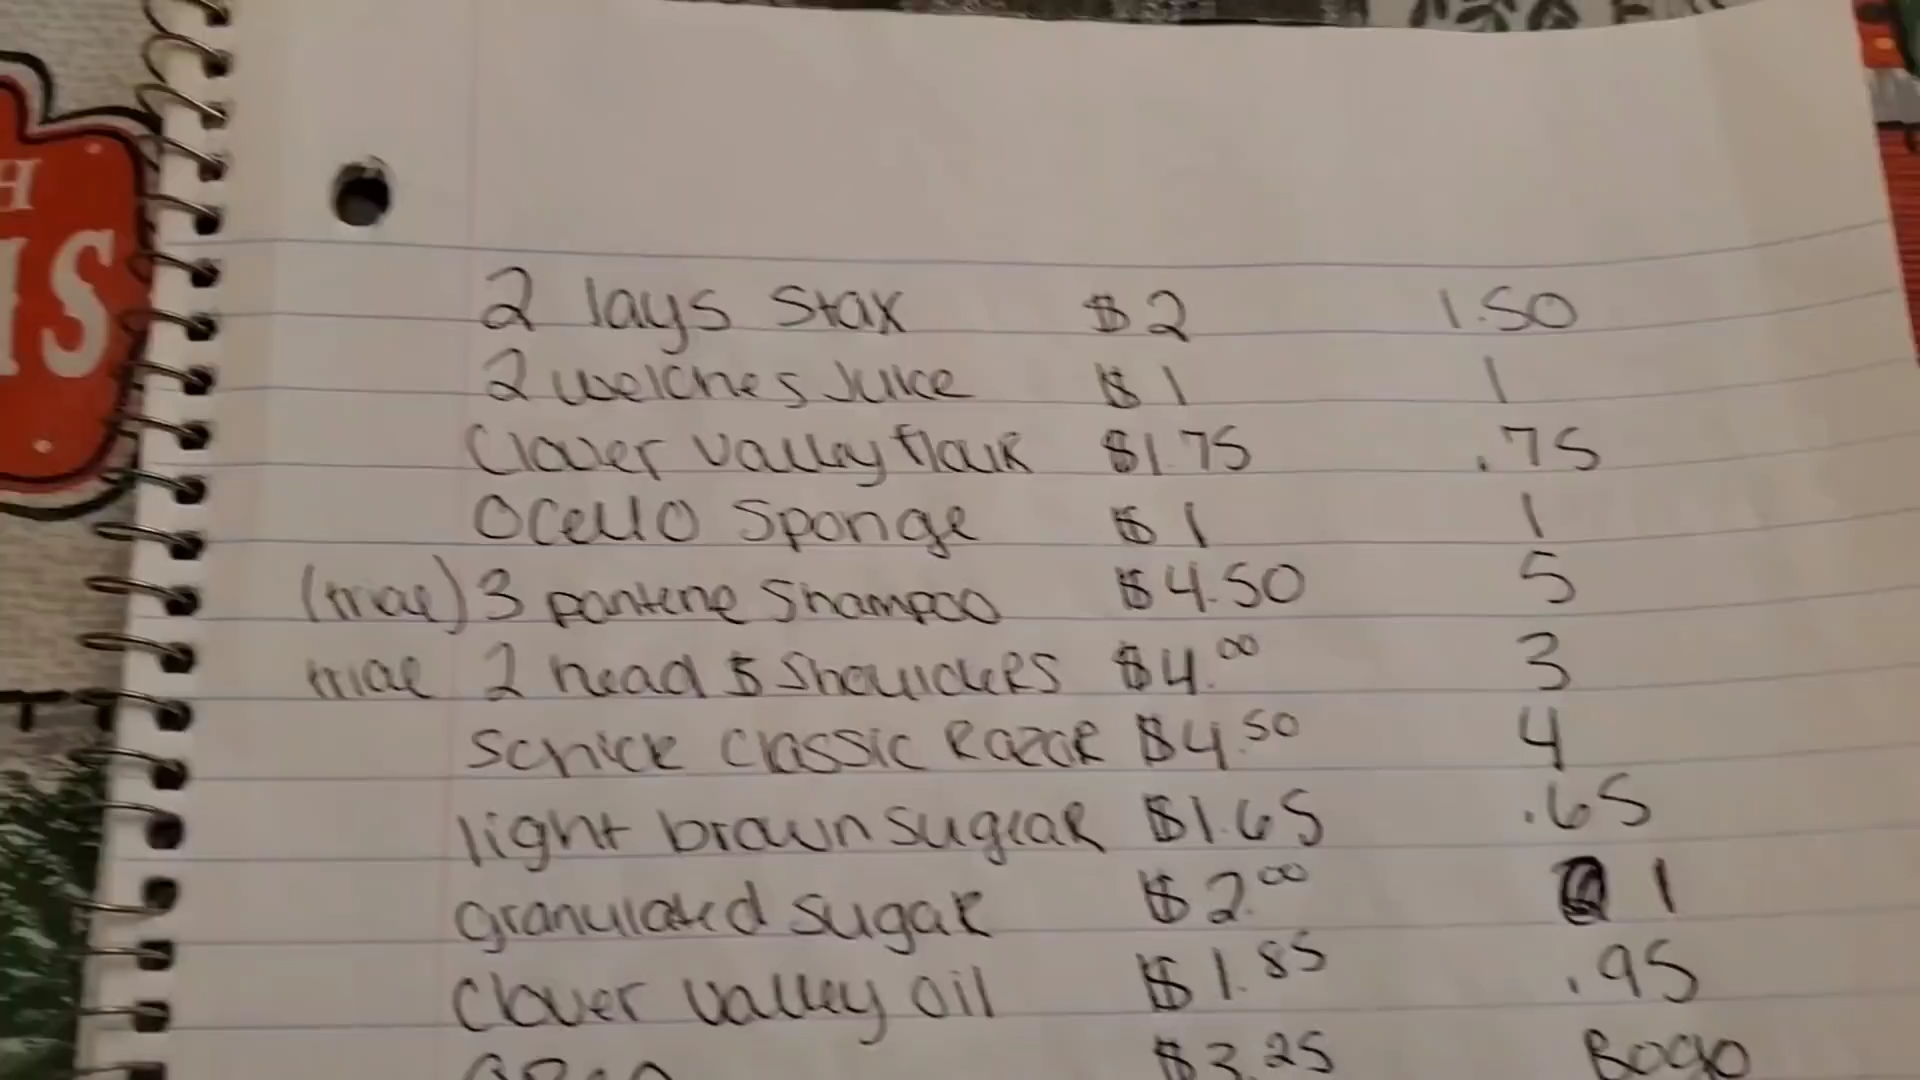 H
IS
2 lays Stax $2 1.50
2 welches Juice $1 1
Clover valley flour $1.75 .75
Ocello Sponge $1 1
(trial) 3 pantene Shampoo $4.50 5
trial 2 head & Shoulders $4.00 3
Schick Classic Razor $4.50 4
light brown sugar $1.65 .65
granulated sugar $2.00 1
Clover valley oil $1.85 .95
$3.25 Bogo